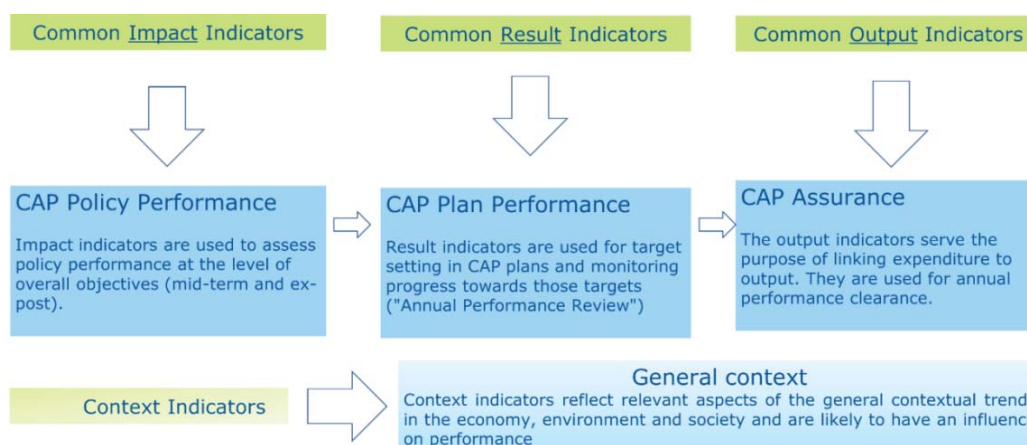 Common Impact Indicators
Common Result Indicators
Common Output Indicators
CAP Policy Performance
Impact indicators are used to assess
policy performance at the level of
overall objectives (mid-term and ex-
post).
CAP Plan Performance
Result indicators are used for target
setting in CAP plans and monitoring
progress towards those targets
("Annual Performance Review")
CAP Assurance
The output indicators serve the
purpose of linking expenditure to
output. They are used for annual
performance clearance.
Context Indicators
General context
Context indicators reflect relevant aspects of the general contextual trend
in the economy, environment and society and are likely to have an influenc
on performance